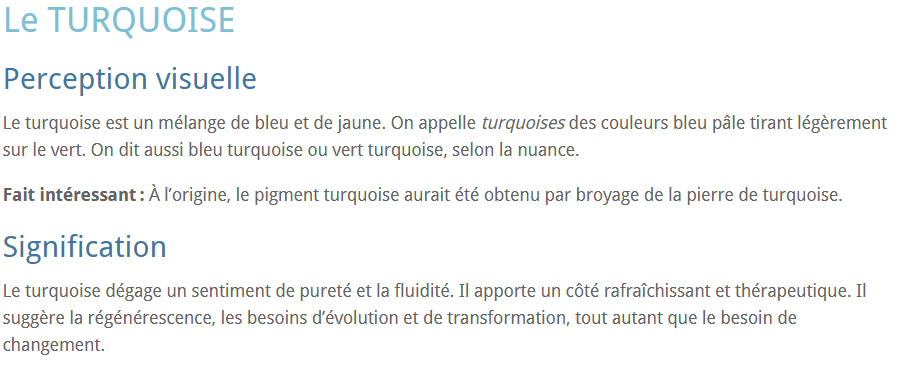 Le TURQUOISE
Perception visuelle
Le turquoise est un mélange de bleu et de jaune. On appelle turquoises des couleurs bleu pâle tirant légèrement
sur le vert. On dit aussi bleu turquoise ou vert turquoise, selon la nuance.
Fait intéressant : À l’origine, le pigment turquoise aurait été obtenu par broyage de la pierre de turquoise.
Signification
Le turquoise dégage un sentiment de pureté et la fluidité. Il apporte un côté rafraîchissant et thérapeutique. Il
suggère la régénérescence, les besoins d’évolution et de transformation, tout autant que le besoin de
changement.